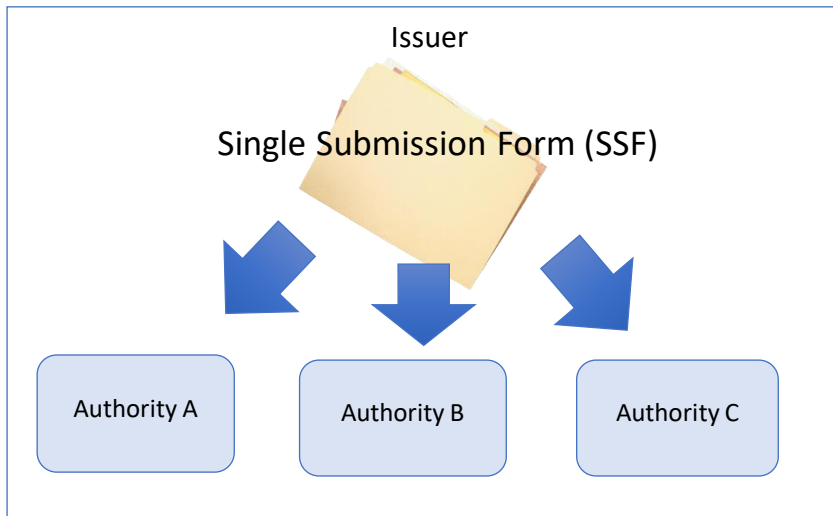 Issuer
Single Submission Form (SSF)
Authority A
Authority B
Authority C